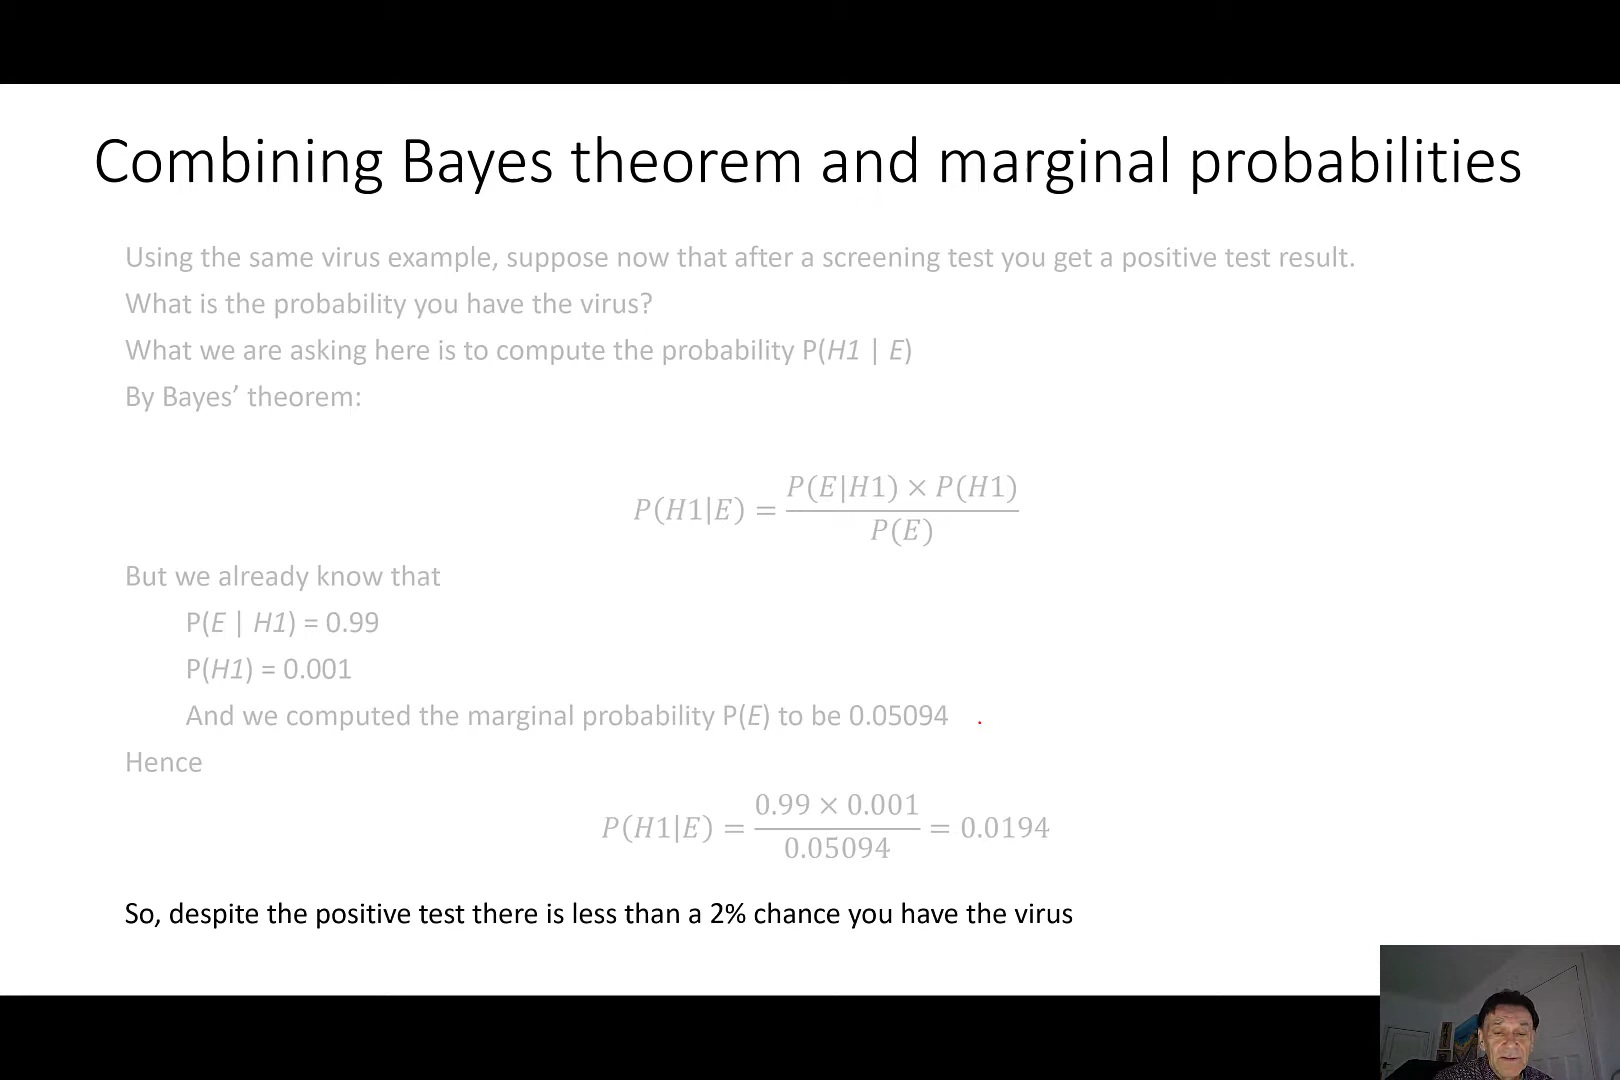 Combining Bayes theorem and marginal probabilities
Using the same virus example, suppose now that after a screening test you get a positive test result.
What is the probability you have the virus?
What we are asking here is to compute the probability P(H1 | E)
By Bayes’ theorem:
P(H1|E) = P(E|H1) × P(H1) / P(E)
But we already know that
P(E | H1) = 0.99
P(H1) = 0.001
And we computed the marginal probability P(E) to be 0.05094
Hence
P(H1|E) = 0.99 × 0.001 / 0.05094 = 0.0194
So, despite the positive test there is less than a 2% chance you have the virus